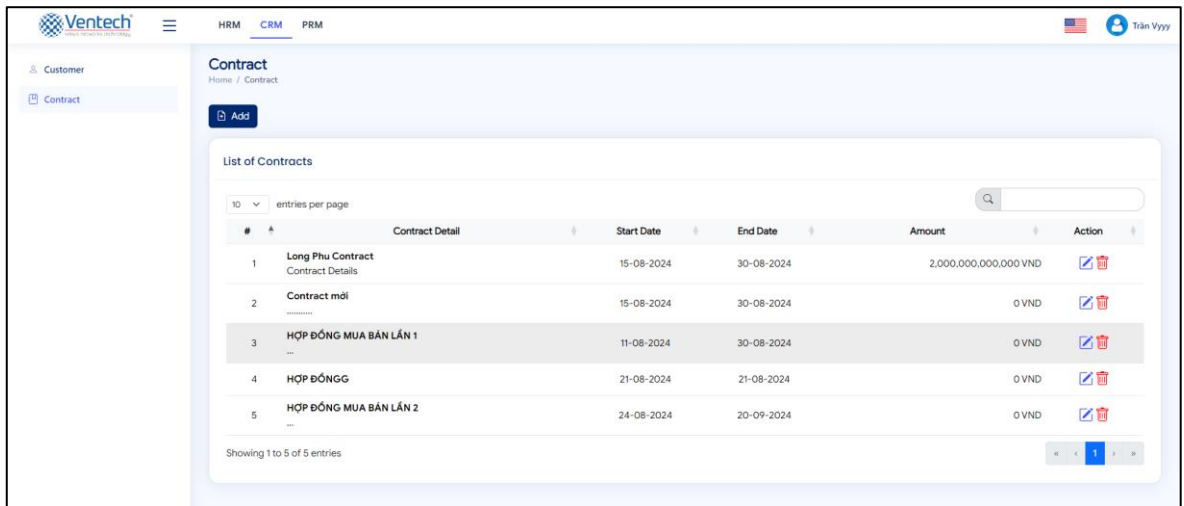 Ventech
HRM CRM PRM
Trần Vyyy
Customer
Contract
Contract
Home / Contract
Add
List of Contracts
10 entries per page
# Contract Detail Start Date End Date Amount Action
1 Long Phu Contract 15-08-2024 30-08-2024 2,000,000,000,000 VND
Contract Details
2 Contract mới 15-08-2024 30-08-2024 0 VND
............
3 HỢP ĐỒNG MUA BÁN LẦN 1 11-08-2024 30-08-2024 0 VND
...
4 HỢP ĐỒNGG 21-08-2024 21-08-2024 0 VND
5 HỢP ĐỒNG MUA BÁN LẦN 2 24-08-2024 20-09-2024 0 VND
...
Showing 1 to 5 of 5 entries
« ‹ 1 › »